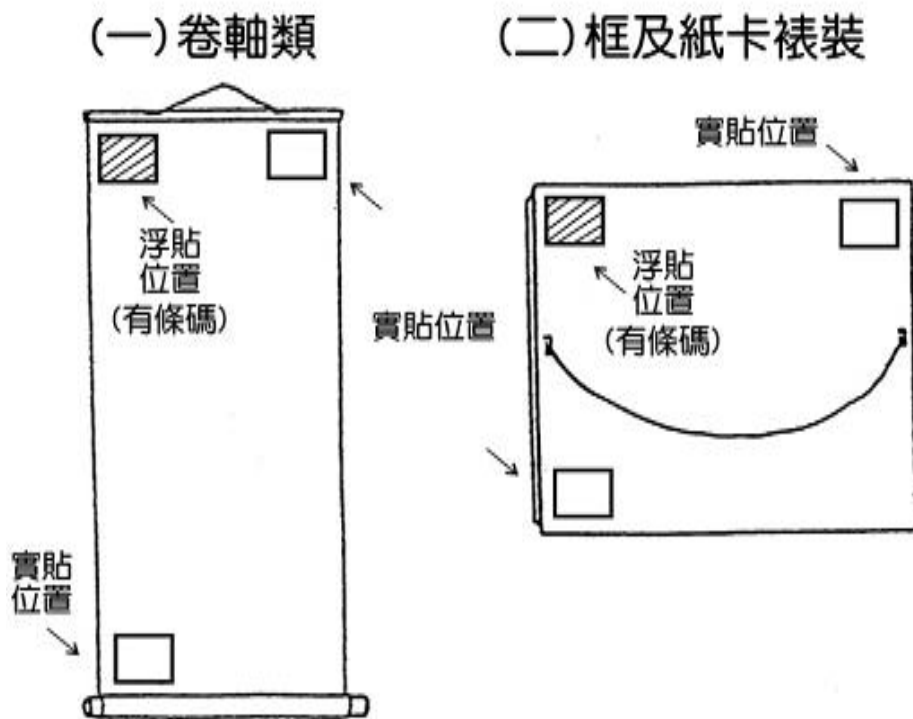 (一)卷軸類
浮貼
位置
(有條碼)
實貼位置
實貼
位置
(二)框及紙卡裱裝
實貼位置
浮貼
位置
(有條碼)